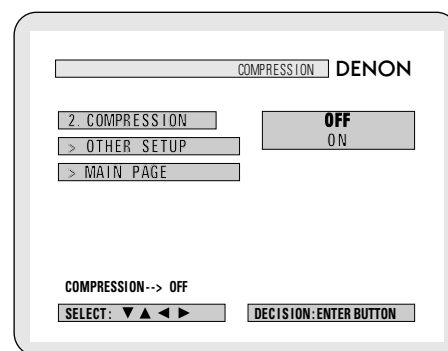 COMPRESSION DENON
2. COMPRESSION
OFF
> OTHER SETUP
ON
> MAIN PAGE
COMPRESSION--> OFF
SELECT: ▼ ▲ ◄ ► DECISION:ENTER BUTTON